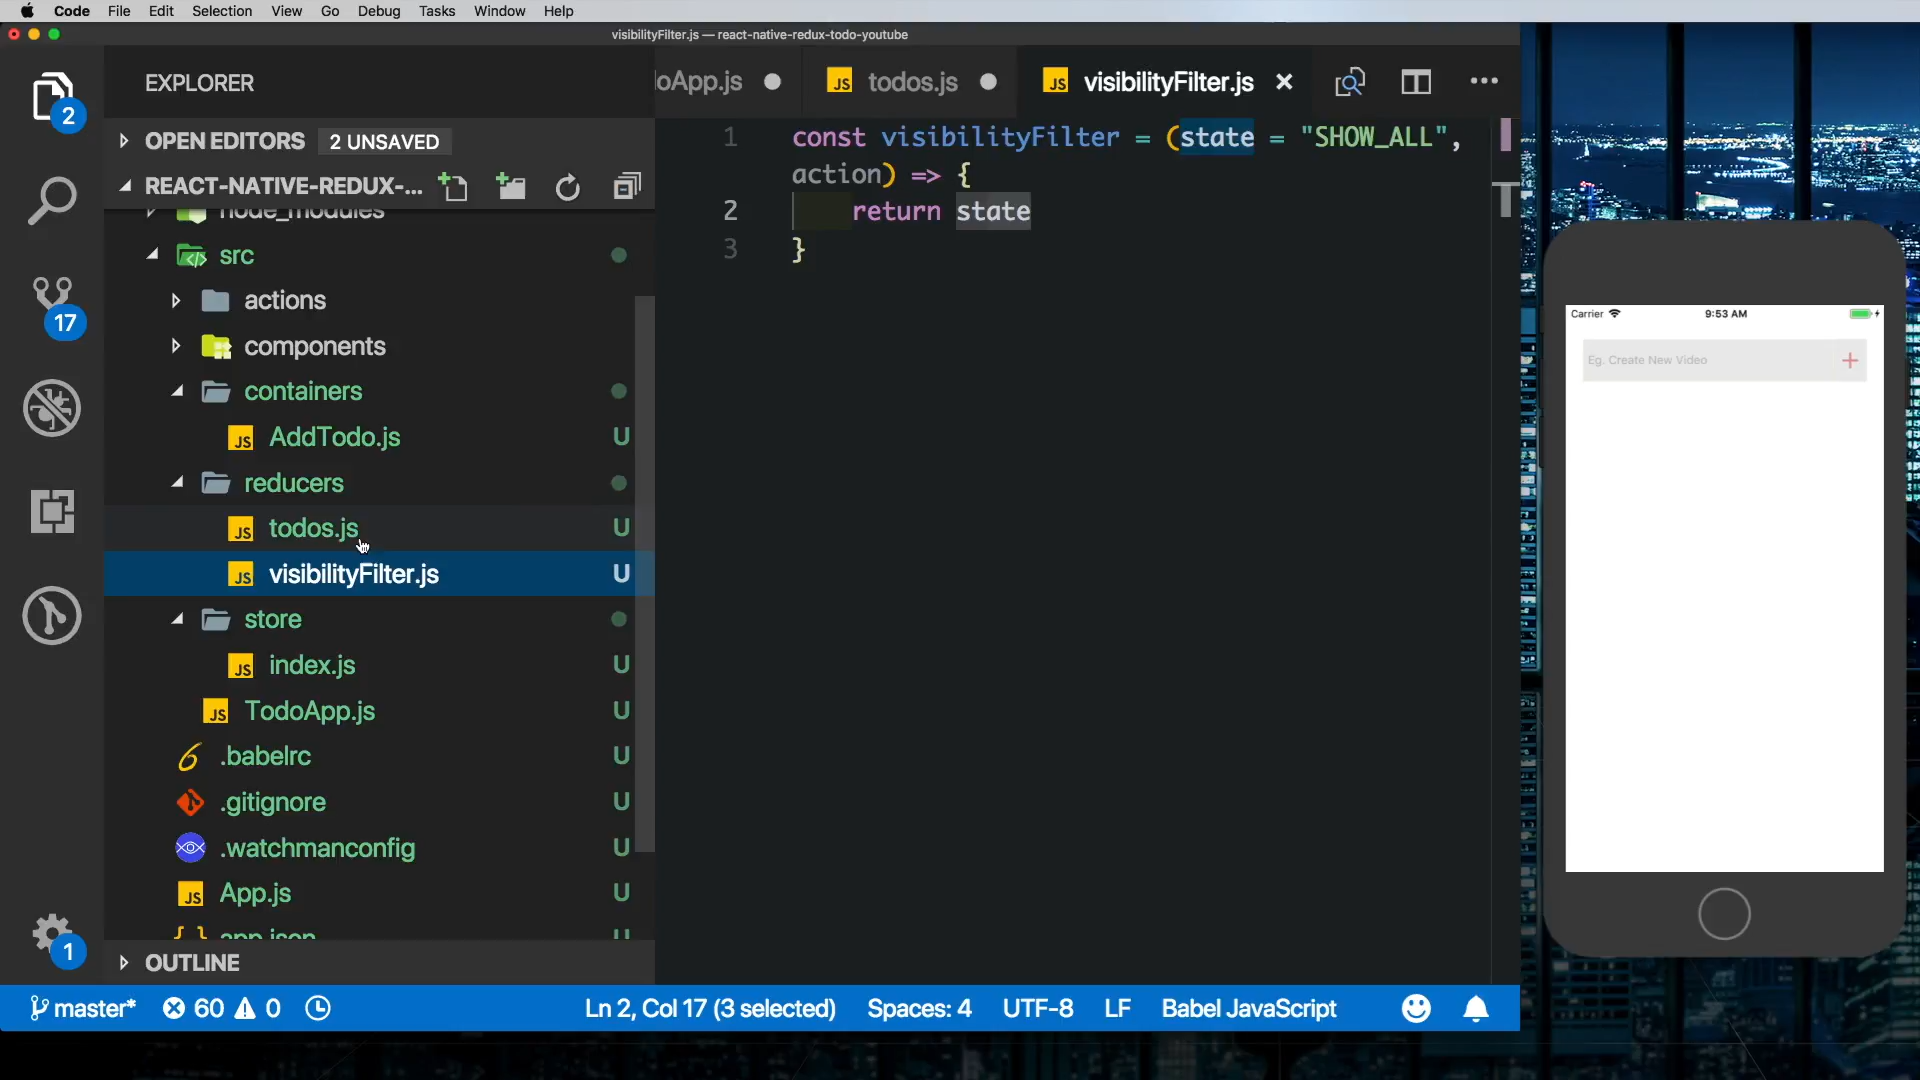 Code File Edit Selection View Go Debug Tasks Window Help
visibilityFilter.js — react-native-redux-todo-youtube
EXPLORER
OPEN EDITORS 2 UNSAVED
REACT-NATIVE-REDUX-...
node_modules
src
actions
components
containers
AddTodo.js U
reducers
todos.js U
visibilityFilter.js U
store
index.js U
TodoApp.js U
.babelrc U
.gitignore U
.watchmanconfig U
App.js U
app.json U
OUTLINE
2
17
1
doApp.js todos.js visibilityFilter.js
1 const visibilityFilter = (state = "SHOW_ALL",
action) => {
2 return state
3 }
master* 60 0 Ln 2, Col 17 (3 selected) Spaces: 4 UTF-8 LF Babel JavaScript
Carrier 9:53 AM
Eg. Create New Video +